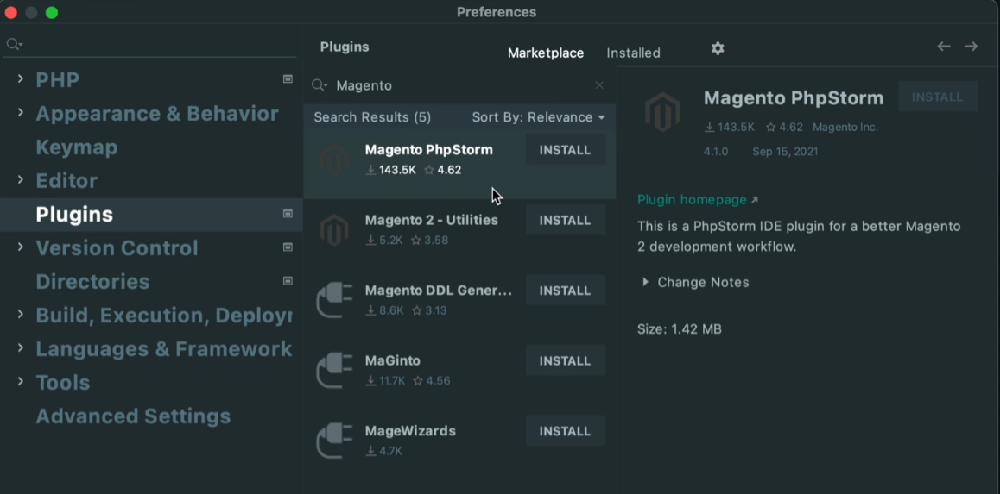 Preferences
PHP
Appearance & Behavior
Keymap
Editor
Plugins
Version Control
Directories
Build, Execution, Deployr
Languages & Framework
Tools
Advanced Settings
Plugins
Marketplace
Installed
Magento
Search Results (5) Sort By: Relevance
Magento PhpStorm INSTALL
143.5K 4.62
Magento 2 - Utilities INSTALL
5.2K 3.58
Magento DDL Gener... INSTALL
8.6K 3.13
MaGinto INSTALL
11.7K 4.56
MageWizards INSTALL
4.7K
Magento PhpStorm INSTALL
143.5K 4.62 Magento Inc.
4.1.0 Sep 15, 2021
Plugin homepage
This is a PhpStorm IDE plugin for a better Magento
2 development workflow.
Change Notes
Size: 1.42 MB